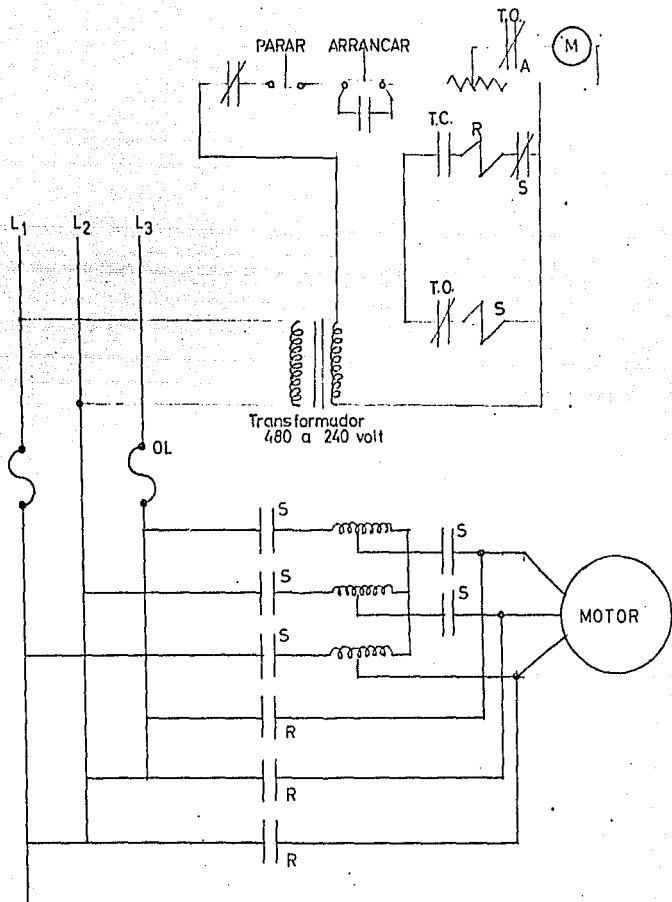 T.O.
PARAR ARRANCAR M
A
T.C. R
S
L1 L2 L3
T.O. S
Transformador
480 a 240 volt
OL
S
S
S
S
S
MOTOR
R
R
R